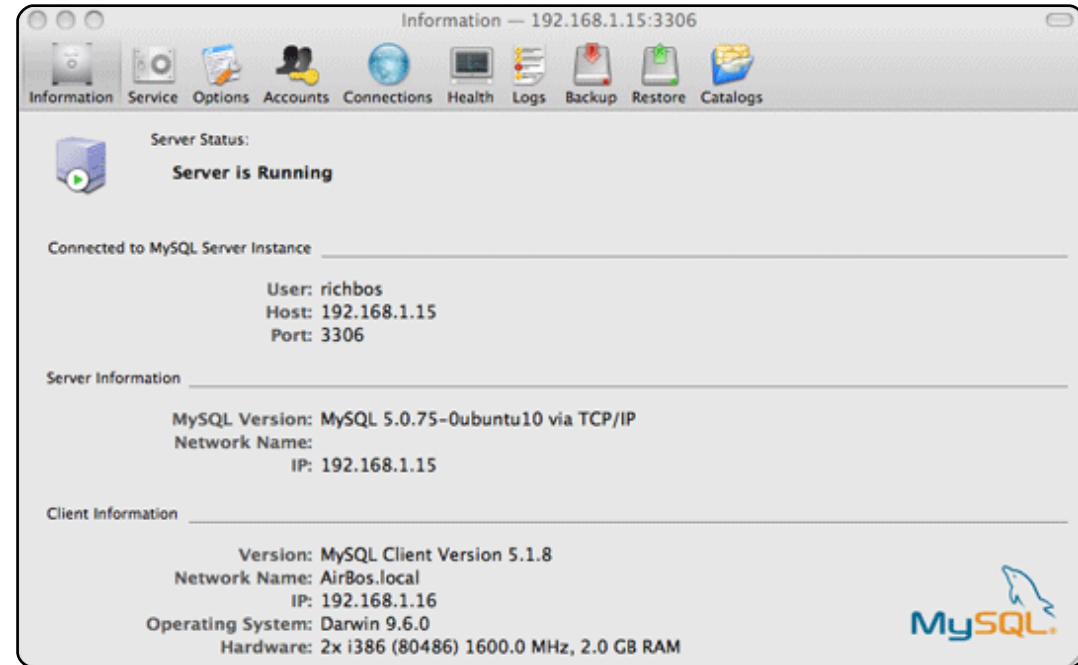 Information — 192.168.1.15:3306
Information Service Options Accounts Connections Health Logs Backup Restore Catalogs
Server Status:
Server is Running
Connected to MySQL Server Instance
User: richbos
Host: 192.168.1.15
Port: 3306
Server Information
MySQL Version: MySQL 5.0.75-0ubuntu10 via TCP/IP
Network Name:
IP: 192.168.1.15
Client Information
Version: MySQL Client Version 5.1.8
Network Name: AirBos.local
IP: 192.168.1.16
Operating System: Darwin 9.6.0
Hardware: 2x i386 (80486) 1600.0 MHz, 2.0 GB RAM
MySQL.